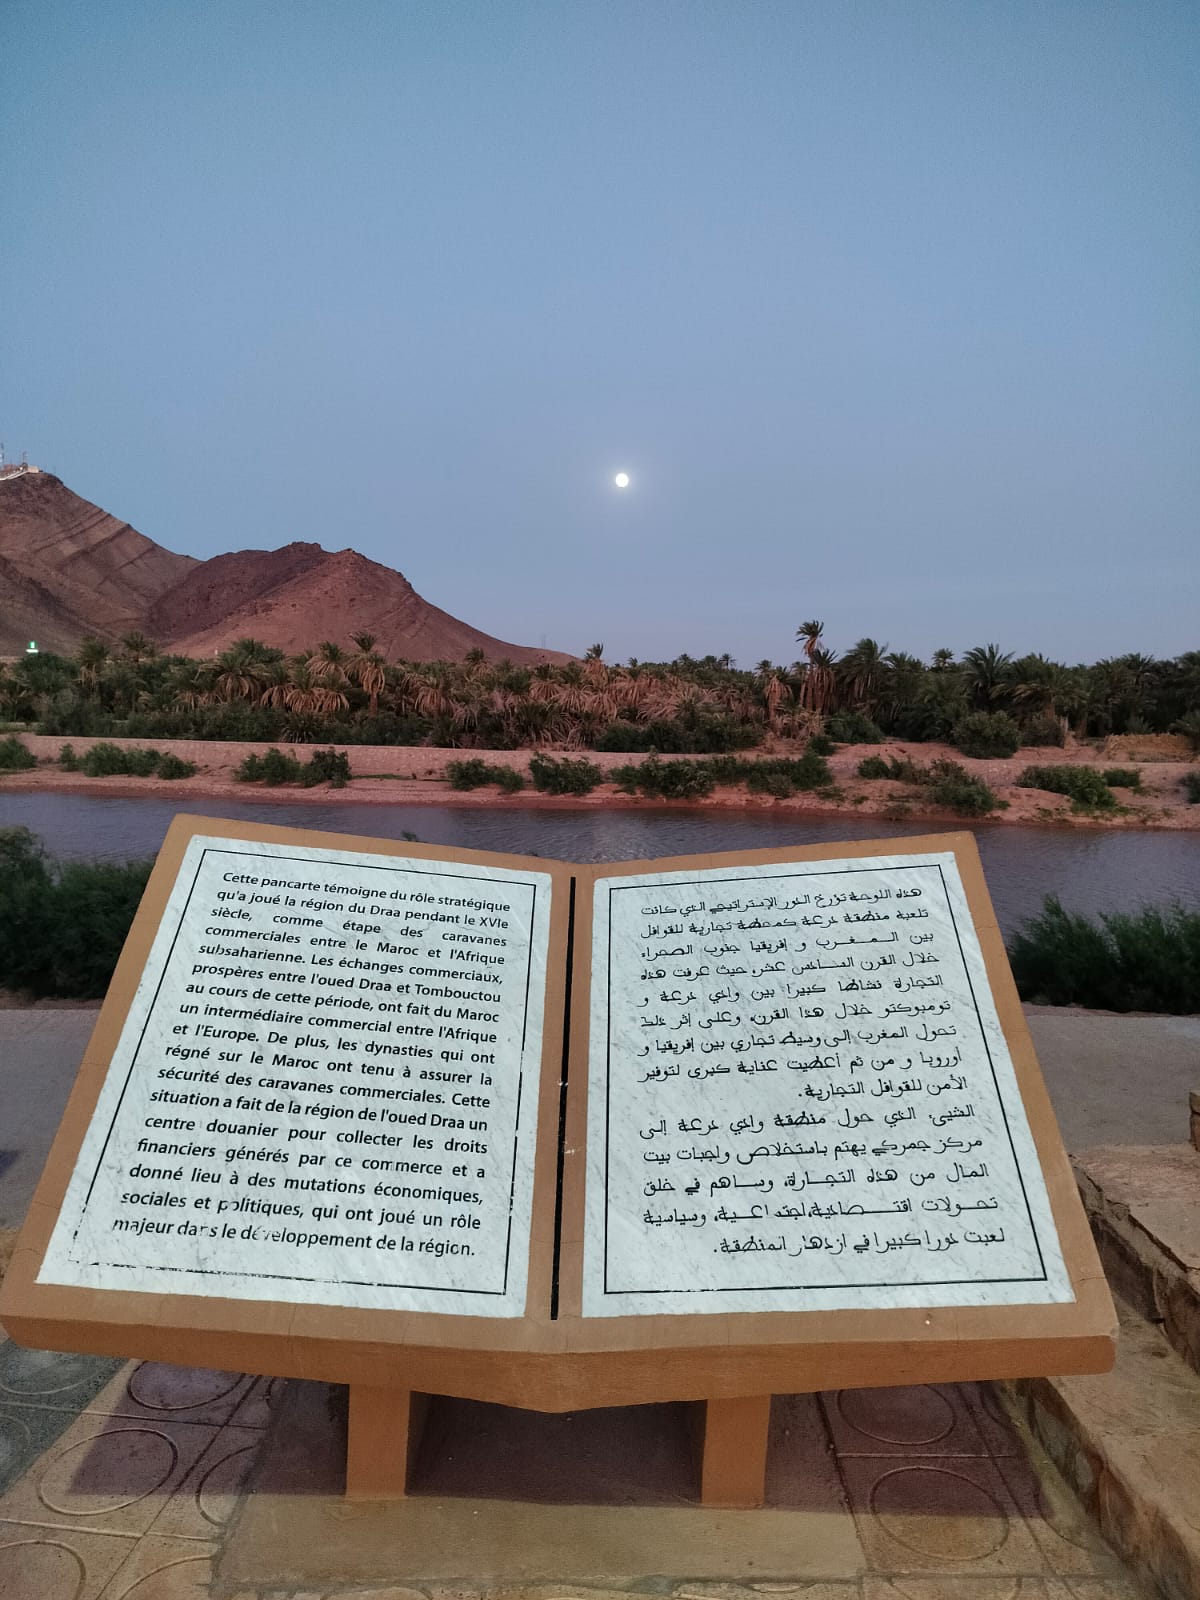 Cette pancarte témoigne du rôle stratégique
qu'a joué la région du Draa pendant le XVIe
siècle, comme étape des caravanes
commerciales entre le Maroc et l'Afrique
subsaharienne. Les échanges commerciaux,
prospères entre l'oued Draa et Tombouctou
au cours de cette période, ont fait du Maroc
un intermédiaire commercial entre l'Afrique
et l'Europe. De plus, les dynasties qui ont
régné sur le Maroc ont tenu à assurer la
sécurité des caravanes commerciales. Cette
situation a fait de la région de l'oued Draa un
centre douanier pour collecter les droits
financiers générés par ce commerce et a
donné lieu à des mutations économiques,
sociales et politiques, qui ont joué un rôle
majeur dans le développement de la région.
هذه اللوحة تؤرخ الدور الإستراتيجي الذي كانت
تلعبه منطقة درعة كمحطة تجارية للقوافل
بين المغرب و إفريقيا جنوب الصحراء
خلال القرن السادس عشر، حيث عرفت هذه
التجارة نشاطا كبيرا بين وادي درعة و
تومبوكتو خلال هذا القرن، وعلى إثر ذلك
تحول المغرب إلى وسيط تجاري بين إفريقيا و
أوروبا و من ثم أعطيت عناية كبرى لتوفير
الأمن للقوافل التجارية.
الشيء الذي حول منطقة وادي درعة إلى
مركز جمركي يهتم باستخلاص واجبات بيت
المال من هذه التجارة، وساهم في خلق
تحولات اقتصادية، اجتماعية، وسياسية
لعبت دورا كبيرا في ازدهار المنطقة.